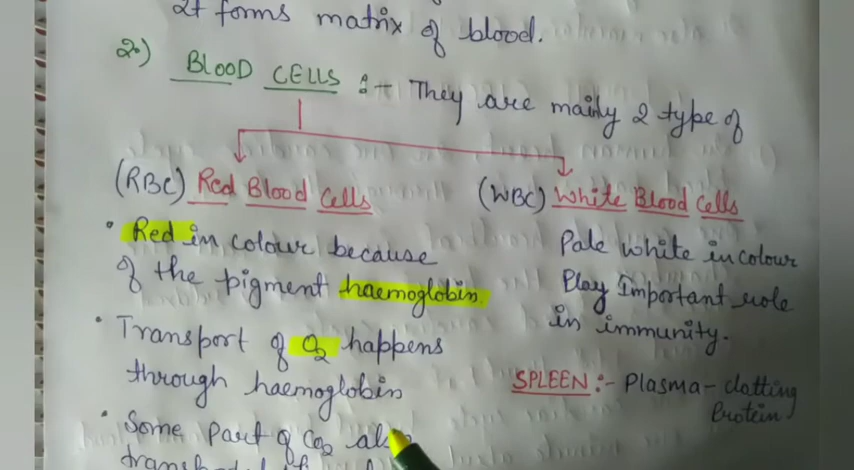 It forms matrix of blood.
2.) BLOOD CELLS :- They are mainly 2 type of
(RBC) Red Blood Cells
• Red in colour because
of the pigment haemoglobin.
• Transport of O2 happens
through haemoglobin
• Some part of CO2
(WBC) White Blood Cells
Pale white in colour
Play Important role
in immunity.
SPLEEN :- Plasma - clotting
Protein